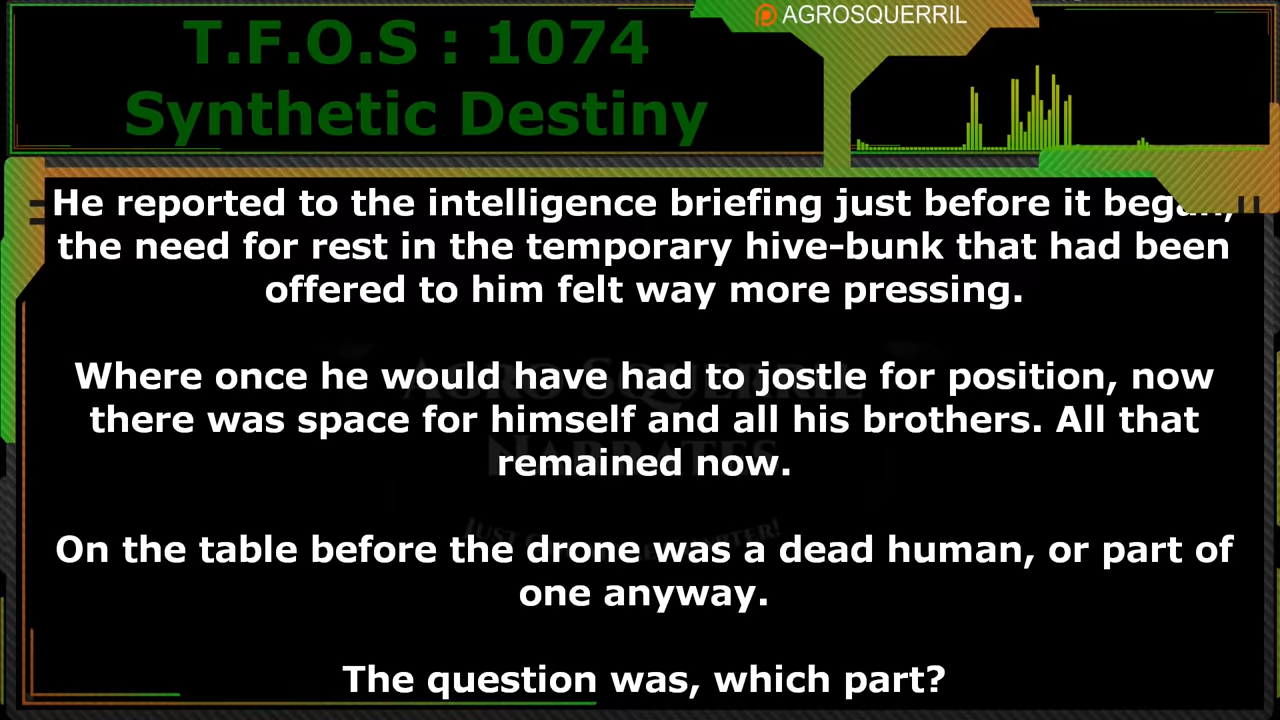 AGROSQUERRIL
T.F.O.S : 1074
Synthetic Destiny
He reported to the intelligence briefing just before it began,
the need for rest in the temporary hive-bunk that had been
offered to him felt way more pressing.
Where once he would have had to jostle for position, now
there was space for himself and all his brothers. All that
remained now.
On the table before the drone was a dead human, or part of
one anyway.
The question was, which part?
Agro Squerril
Narrates